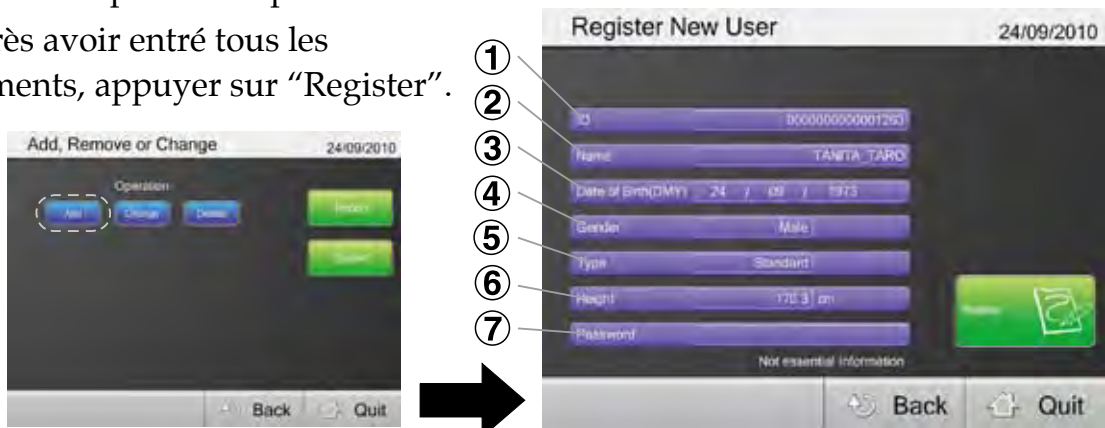 rès avoir entré tous les
ments, appuyer sur “Register”.
Add, Remove or Change 24/09/2010
Operation
Add Change Delete
Back Quit
Register New User 24/09/2010
1
ID 0000000000001293
2
Name TANITA_TARO
3
Date of Birth(DMY) 24 / 09 / 1973
4
Gender Male
5
Type Standard
6
Height 170.3 cm
7
Password
Not essential information
Register
Back Quit